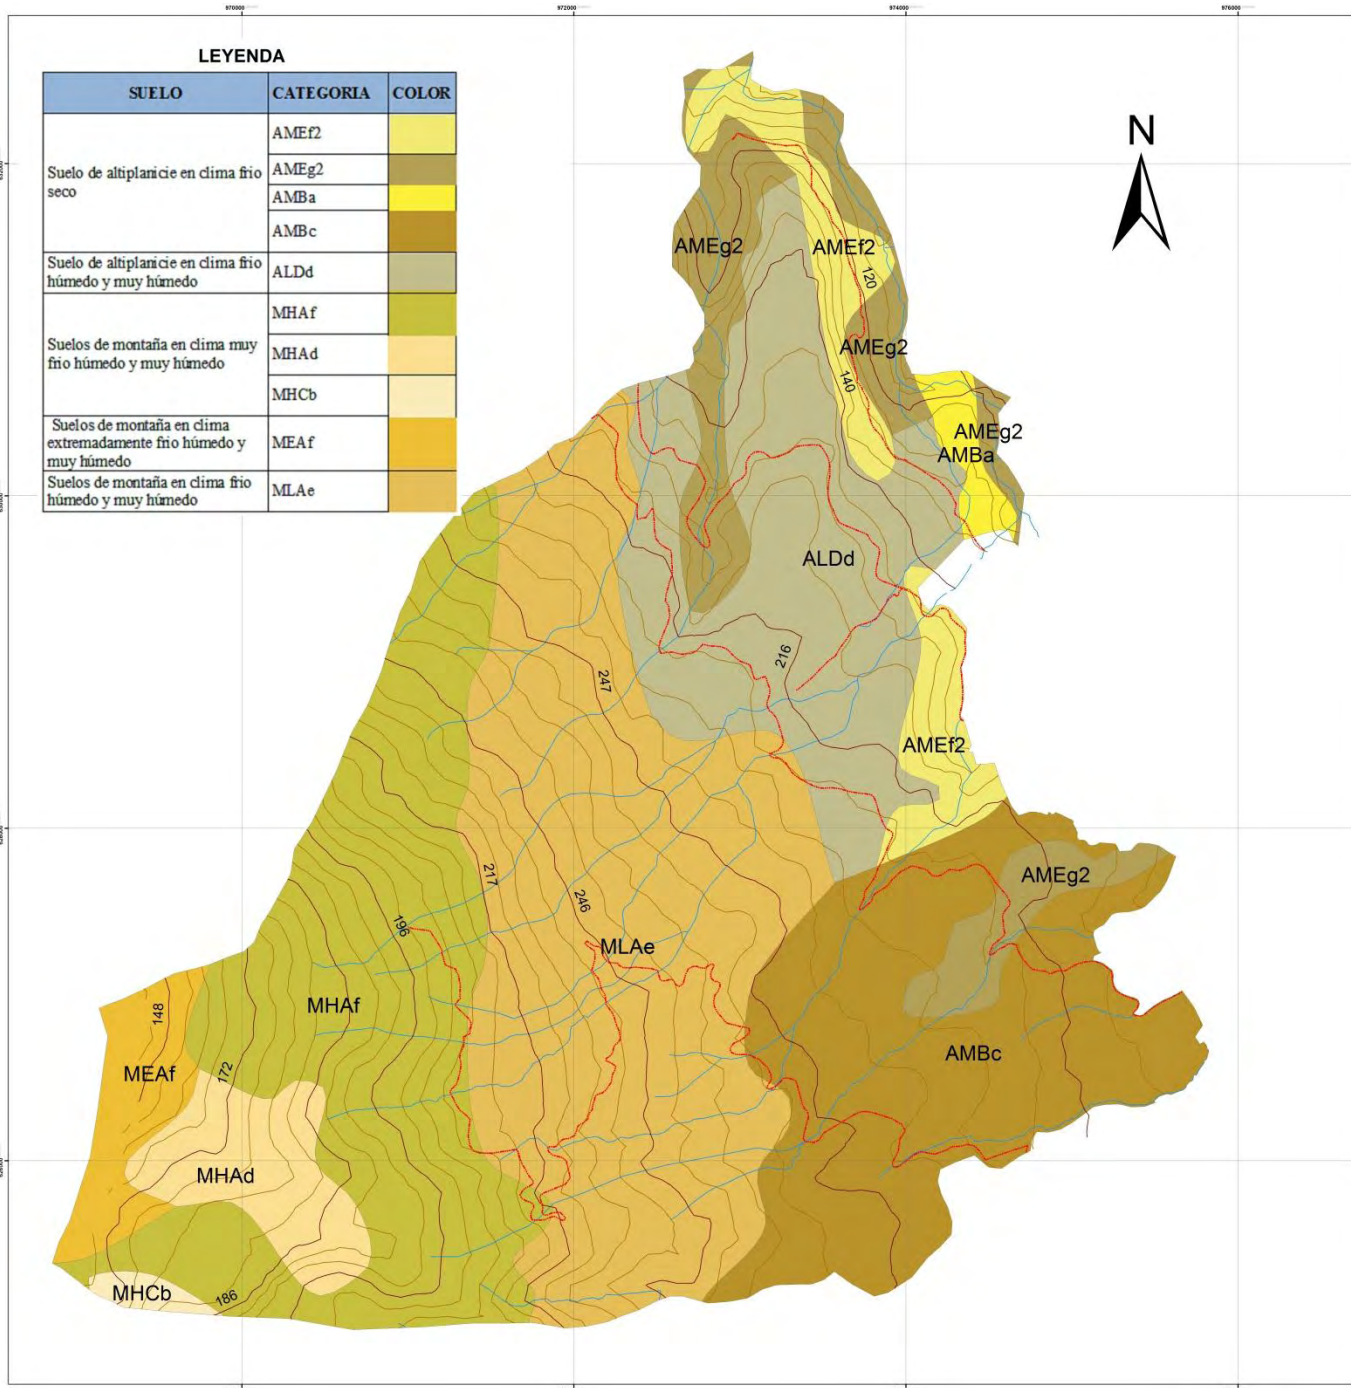 970000 972000 974000 976000
LEYENDA
SUELO CATEGORIA COLOR
Suelo de altiplanicie en clima frio
seco
AMEf2
AMEg2
AMBa
AMBc
Suelo de altiplanicie en clima frio
húmedo y muy húmedo
ALDd
Suelos de montaña en clima muy
frio húmedo y muy húmedo
MHAf
MHAd
MHCb
Suelos de montaña en clima
extremadamente frio húmedo y
muy húmedo
MEAf
Suelos de montaña en clima frio
húmedo y muy húmedo
MLAe
N
AMEg2
AMEf2
120
AMEg2
140
AMEg2
AMBa
ALDd
216
247
AMEf2
217
AMEg2
246
196
MLAe
MHAf
148
AMBc
172
MEAf
MHAd
MHCb
186